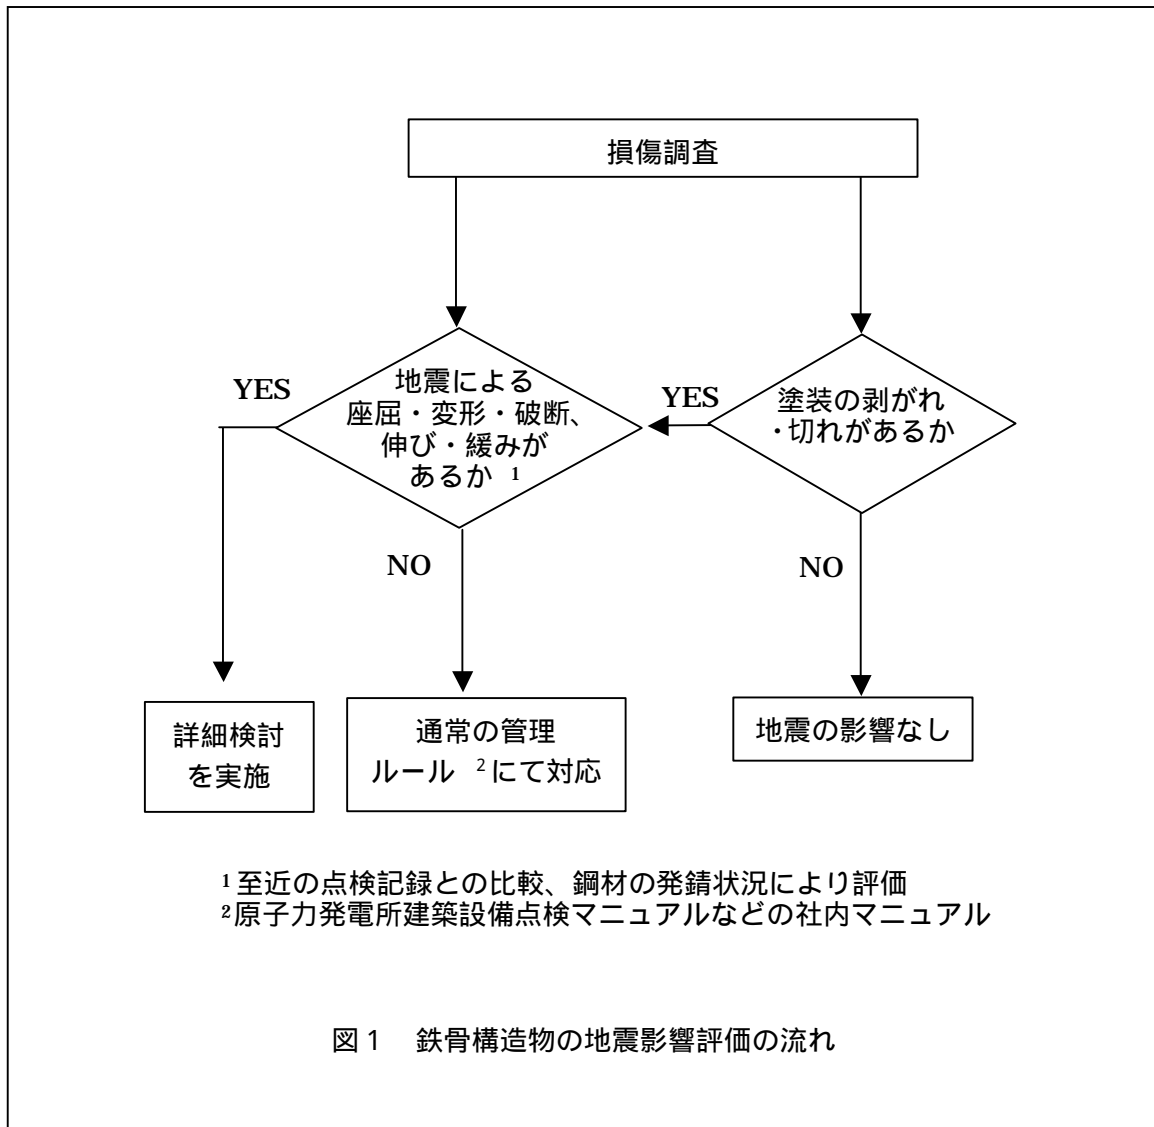 損傷調査
YES
地震による
座屈・変形・破断、
伸び・緩みが
あるか 1
YES
塗装の剥がれ
・切れがあるか
NO
NO
詳細検討
を実施
通常の管理
ルール 2にて対応
地震の影響なし
1 至近の点検記録との比較、鋼材の発錆状況により評価
2 原子力発電所建築設備点検マニュアルなどの社内マニュアル
図1 鉄骨構造物の地震影響評価の流れ